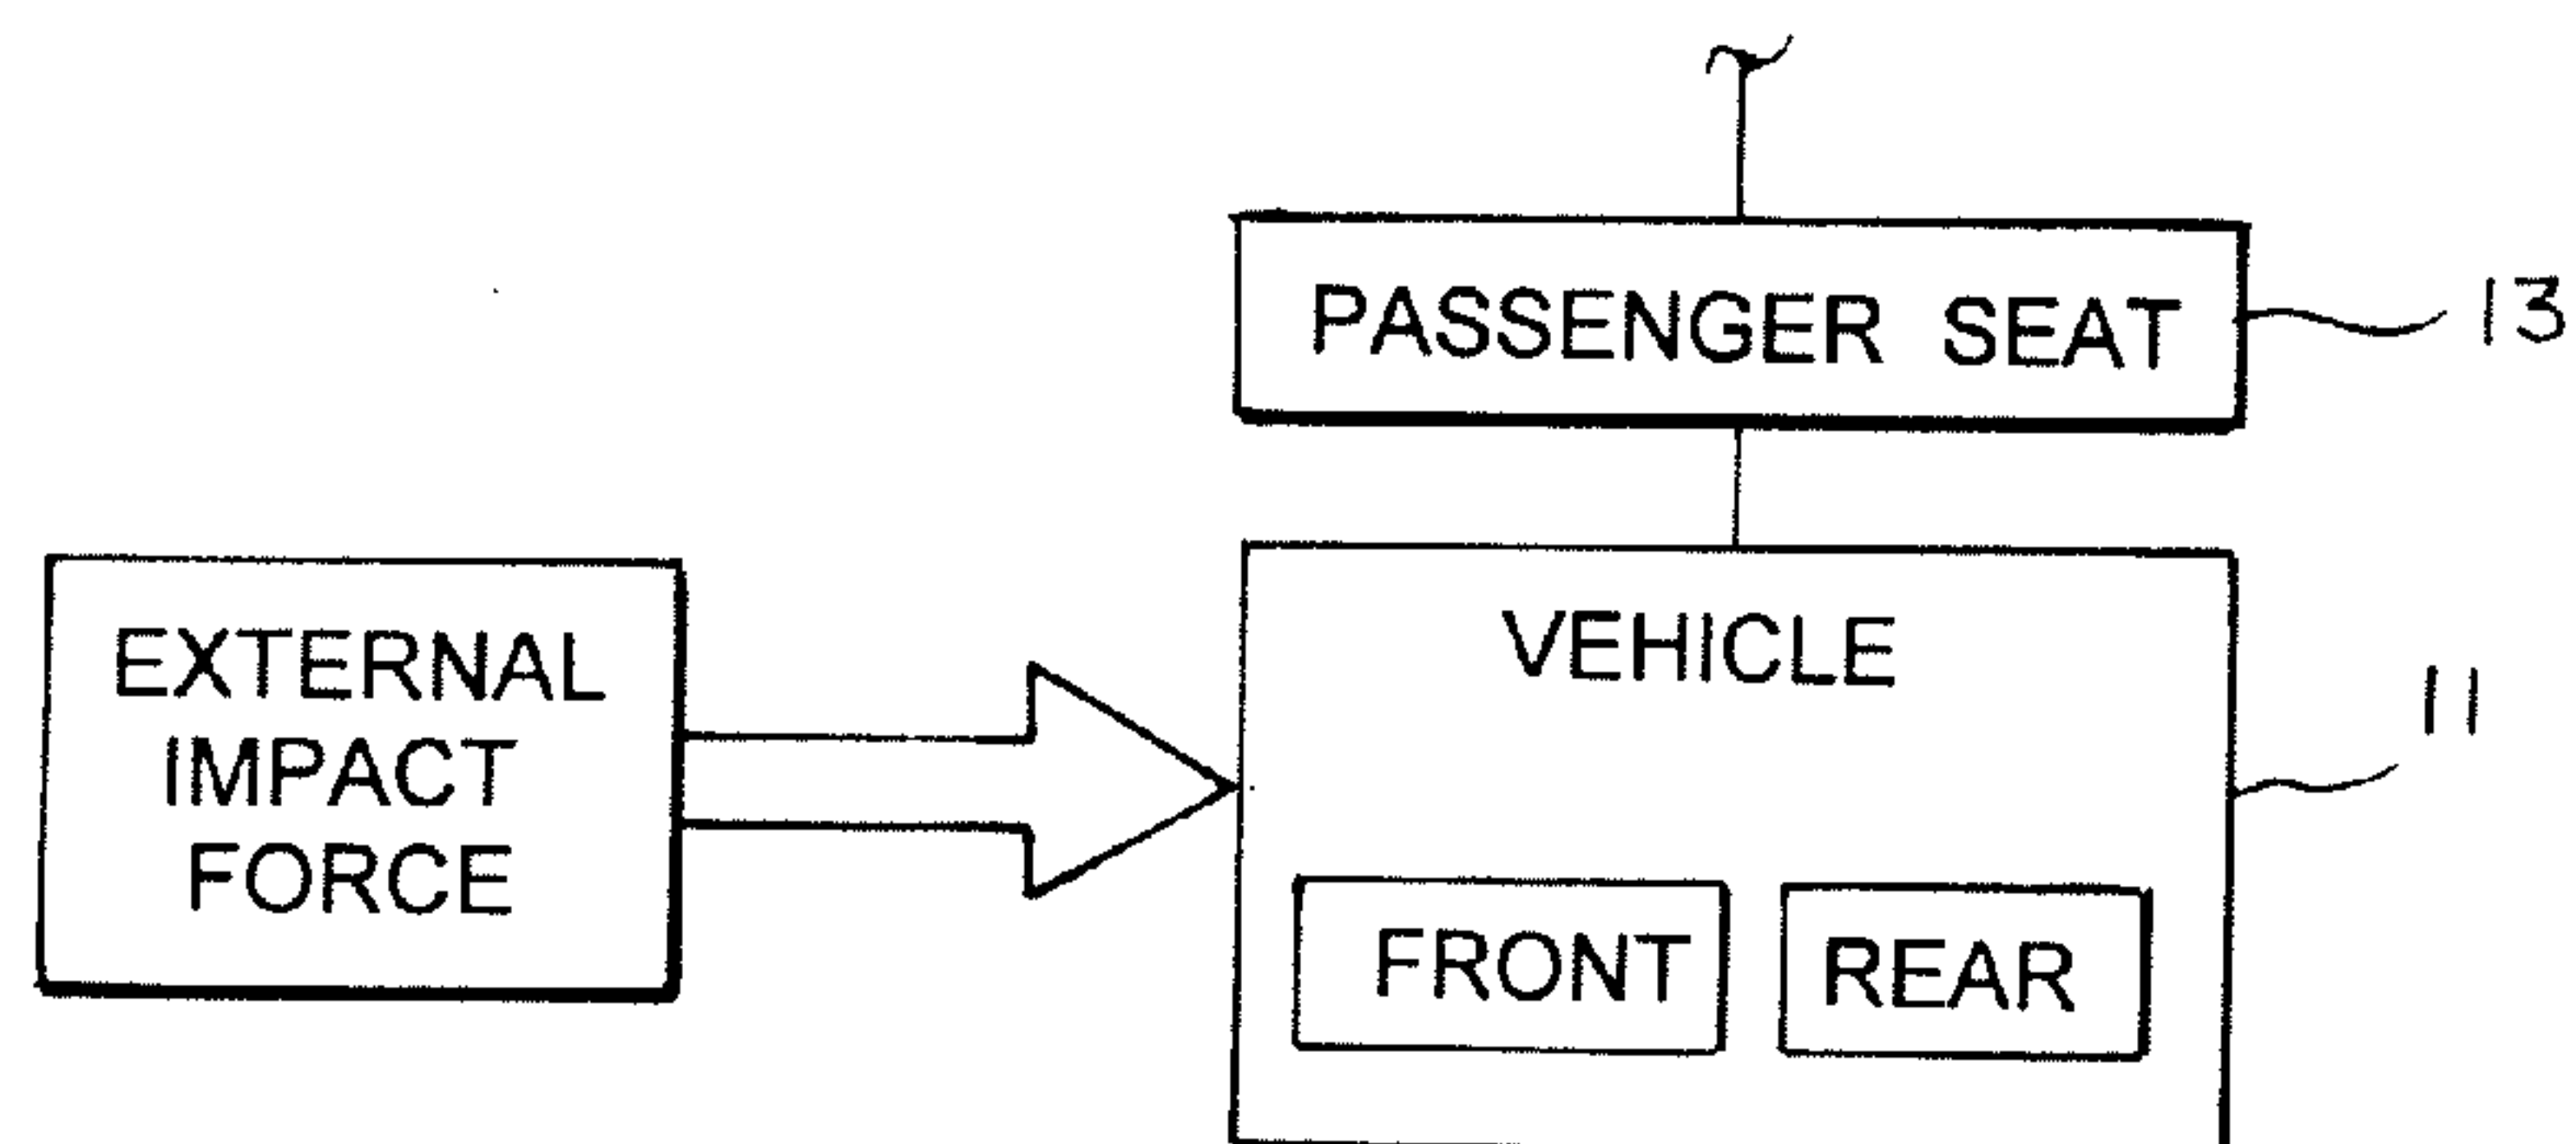 PASSENGER SEAT
13
EXTERNAL
IMPACT
FORCE
VEHICLE
11
FRONT
REAR